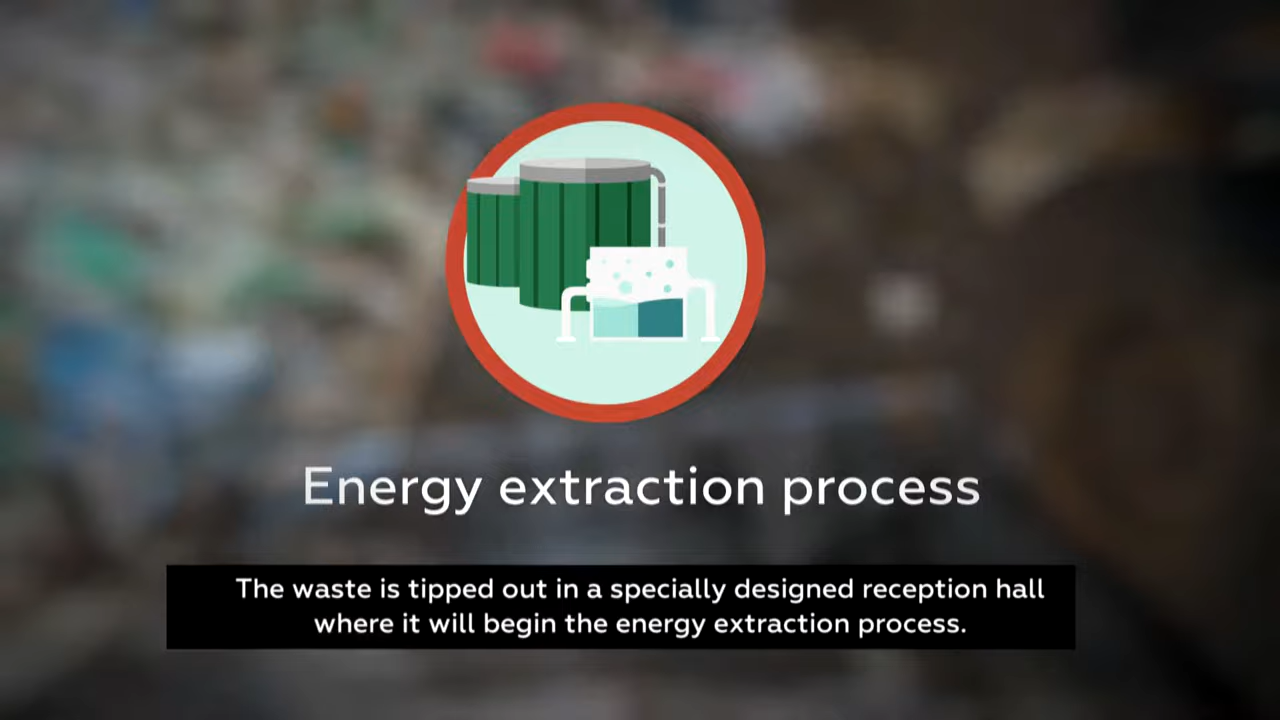 Energy extraction process
The waste is tipped out in a specially designed reception hall
where it will begin the energy extraction process.